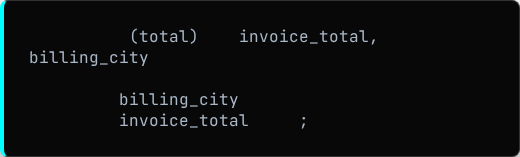 (total) invoice_total,
billing_city
billing_city
invoice_total ;